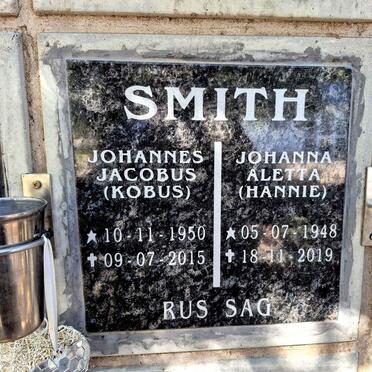 SMITH
JOHANNES
JACOBUS
(KOBUS)
★ 10-11-1950
✝ 09-07-2015
JOHANNA
ALETTA
(HANNIE)
★ 05-07-1948
✝ 18-11-2019
RUS SAG